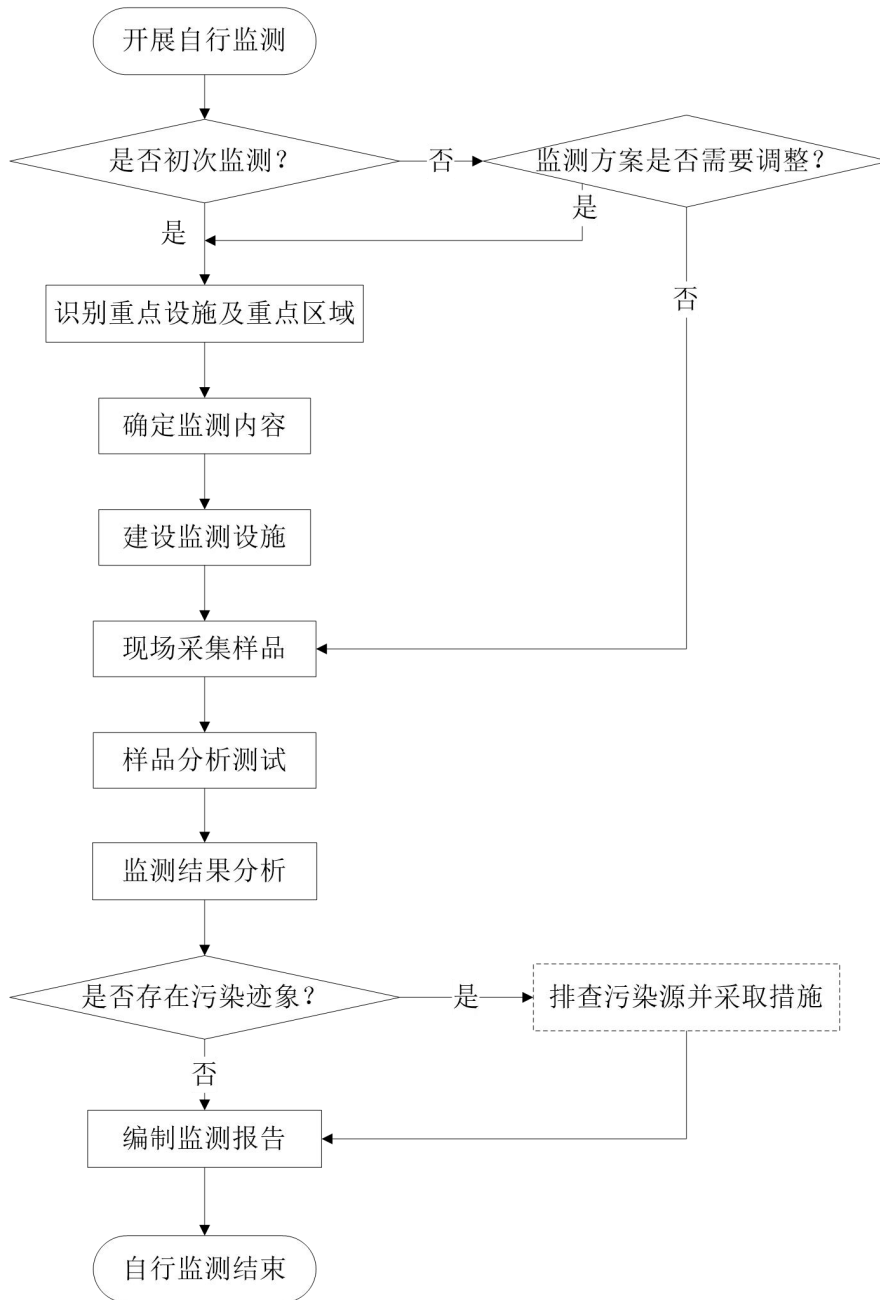 开展自行监测
是否初次监测？
否
监测方案是否需要调整？
是
是
否
识别重点设施及重点区域
确定监测内容
建设监测设施
现场采集样品
样品分析测试
监测结果分析
是否存在污染迹象？
是
排查污染源并采取措施
否
编制监测报告
自行监测结束